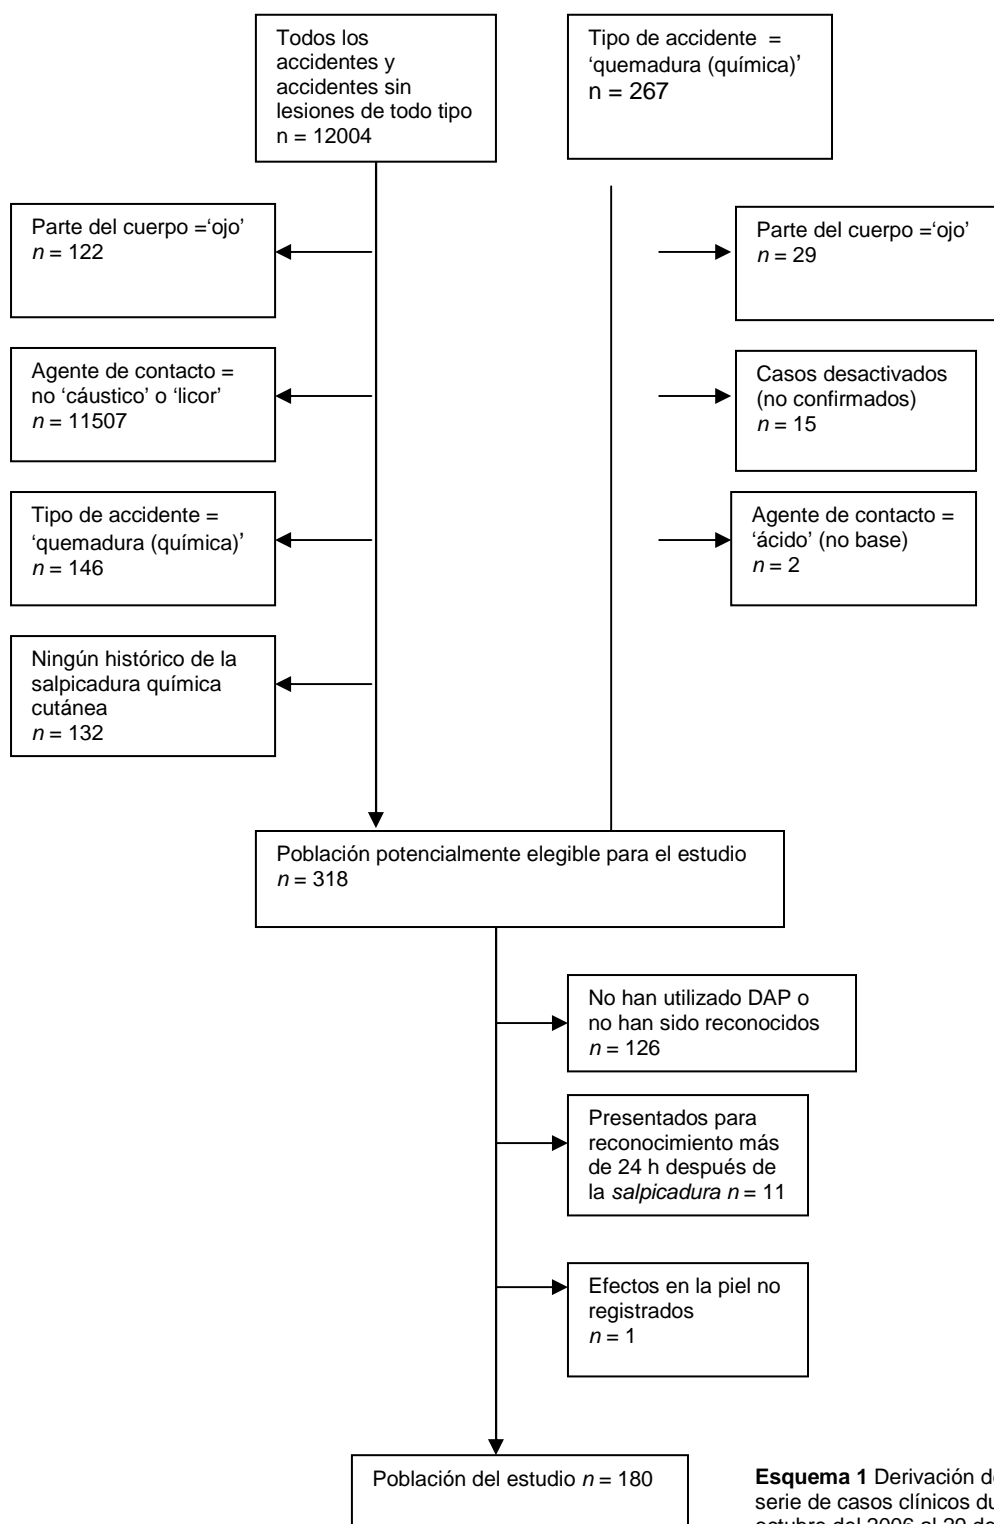 Todos los
accidentes y
accidentes sin
lesiones de todo tipo
n = 12004
Tipo de accidente =
‘quemadura (química)’
n = 267
Parte del cuerpo =‘ojo’
n = 122
Parte del cuerpo =‘ojo’
n = 29
Agente de contacto =
no ‘cáustico’ o ‘licor’
n = 11507
Casos desactivados
(no confirmados)
n = 15
Tipo de accidente =
‘quemadura (química)’
n = 146
Agente de contacto =
‘ácido’ (no base)
n = 2
Ningún histórico de la
salpicadura química
cutánea
n = 132
Población potencialmente elegible para el estudio
n = 318
No han utilizado DAP o
no han sido reconocidos
n = 126
Presentados para
reconocimiento más
de 24 h después de
la salpicadura n = 11
Efectos en la piel no
registrados
n = 1
Población del estudio n = 180
Esquema 1 Derivación
serie de casos clínicos
octubre del 2006 al 29 de